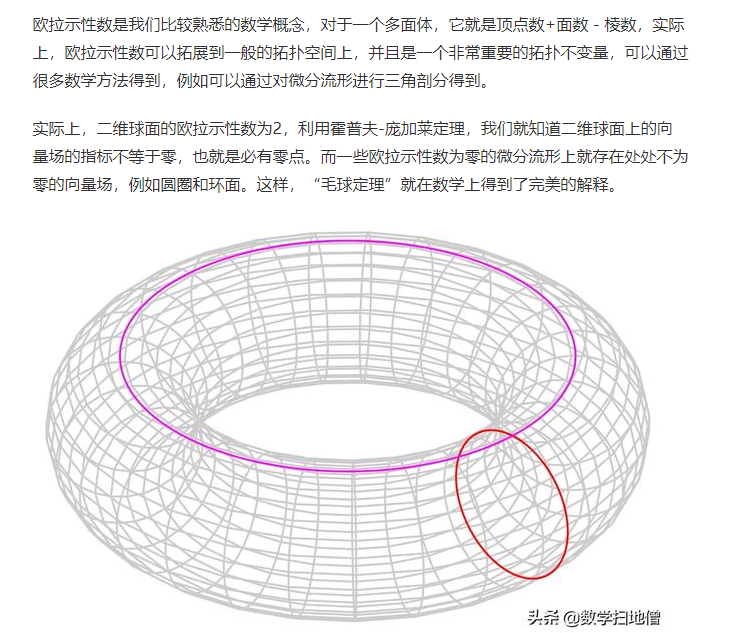 欧拉示性数是我们比较熟悉的数学概念，对于一个多面体，它就是顶点数+面数 - 棱数，实际
上，欧拉示性数可以拓展到一般的拓扑空间上，并且是一个非常重要的拓扑不变量，可以通过
很多数学方法得到，例如可以通过对微分流形进行三角剖分得到。
实际上，二维球面的欧拉示性数为2，利用霍普夫-庞加莱定理，我们就知道二维球面上的向
量场的指标不等于零，也就是必有零点。而一些欧拉示性数为零的微分流形上就存在处处不为
零的向量场，例如圆圈和环面。这样，“毛球定理”就在数学上得到了完美的解释。
头条 @数学扫地僧